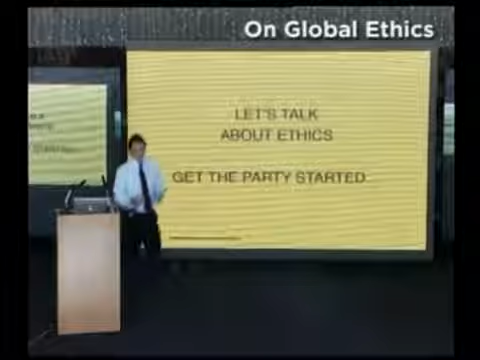 On Global Ethics
LET'S TALK
ABOUT ETHICS
GET THE PARTY STARTED